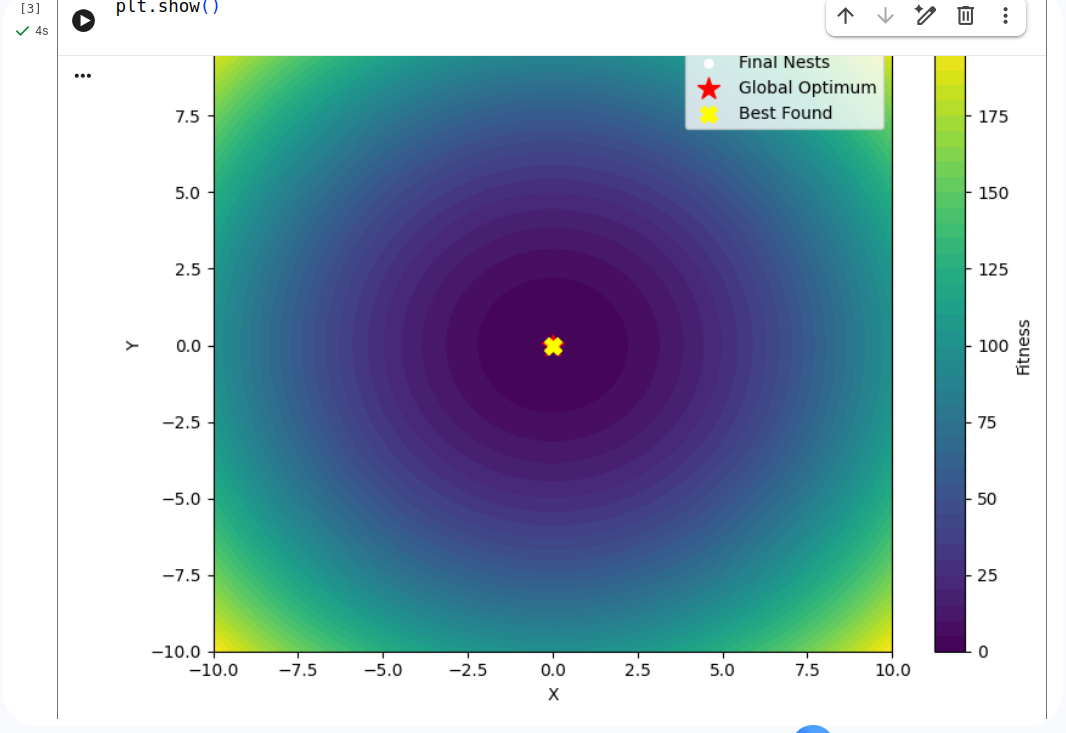 [3]
plt.show()
4s
Final Nests
Global Optimum
Best Found
7.5
5.0
2.5
0.0
−2.5
−5.0
−7.5
−10.0
Y
−10.0 −7.5 −5.0 −2.5 0.0 2.5 5.0 7.5 10.0
X
175
150
125
100
75
50
25
0
Fitness